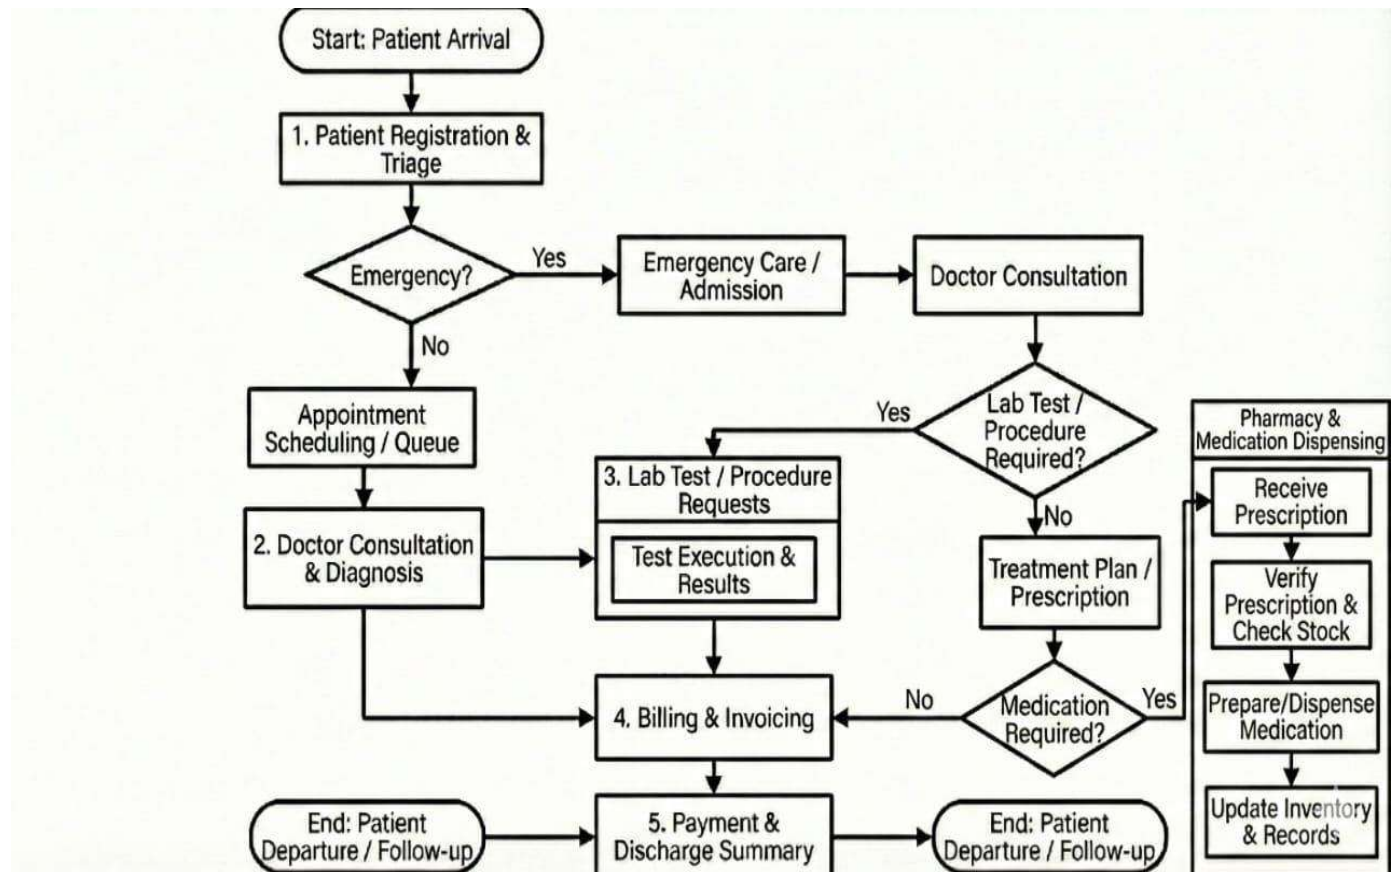 Start: Patient Arrival
1. Patient Registration &
Triage
Emergency?
Yes
Emergency Care /
Admission
Doctor Consultation
No
Appointment
Scheduling / Queue
Yes
Lab Test /
Procedure
Required?
Pharmacy &
Medication Dispensing
3. Lab Test / Procedure
Requests
Receive
Prescription
No
2. Doctor Consultation
& Diagnosis
Test Execution &
Results
Treatment Plan /
Prescription
Verify
Prescription &
Check Stock
4. Billing & Invoicing
No
Medication
Required?
Yes
Prepare/Dispense
Medication
End: Patient
Departure / Follow-up
5. Payment &
Discharge Summary
End: Patient
Departure / Follow-up
Update Inventory
& Records